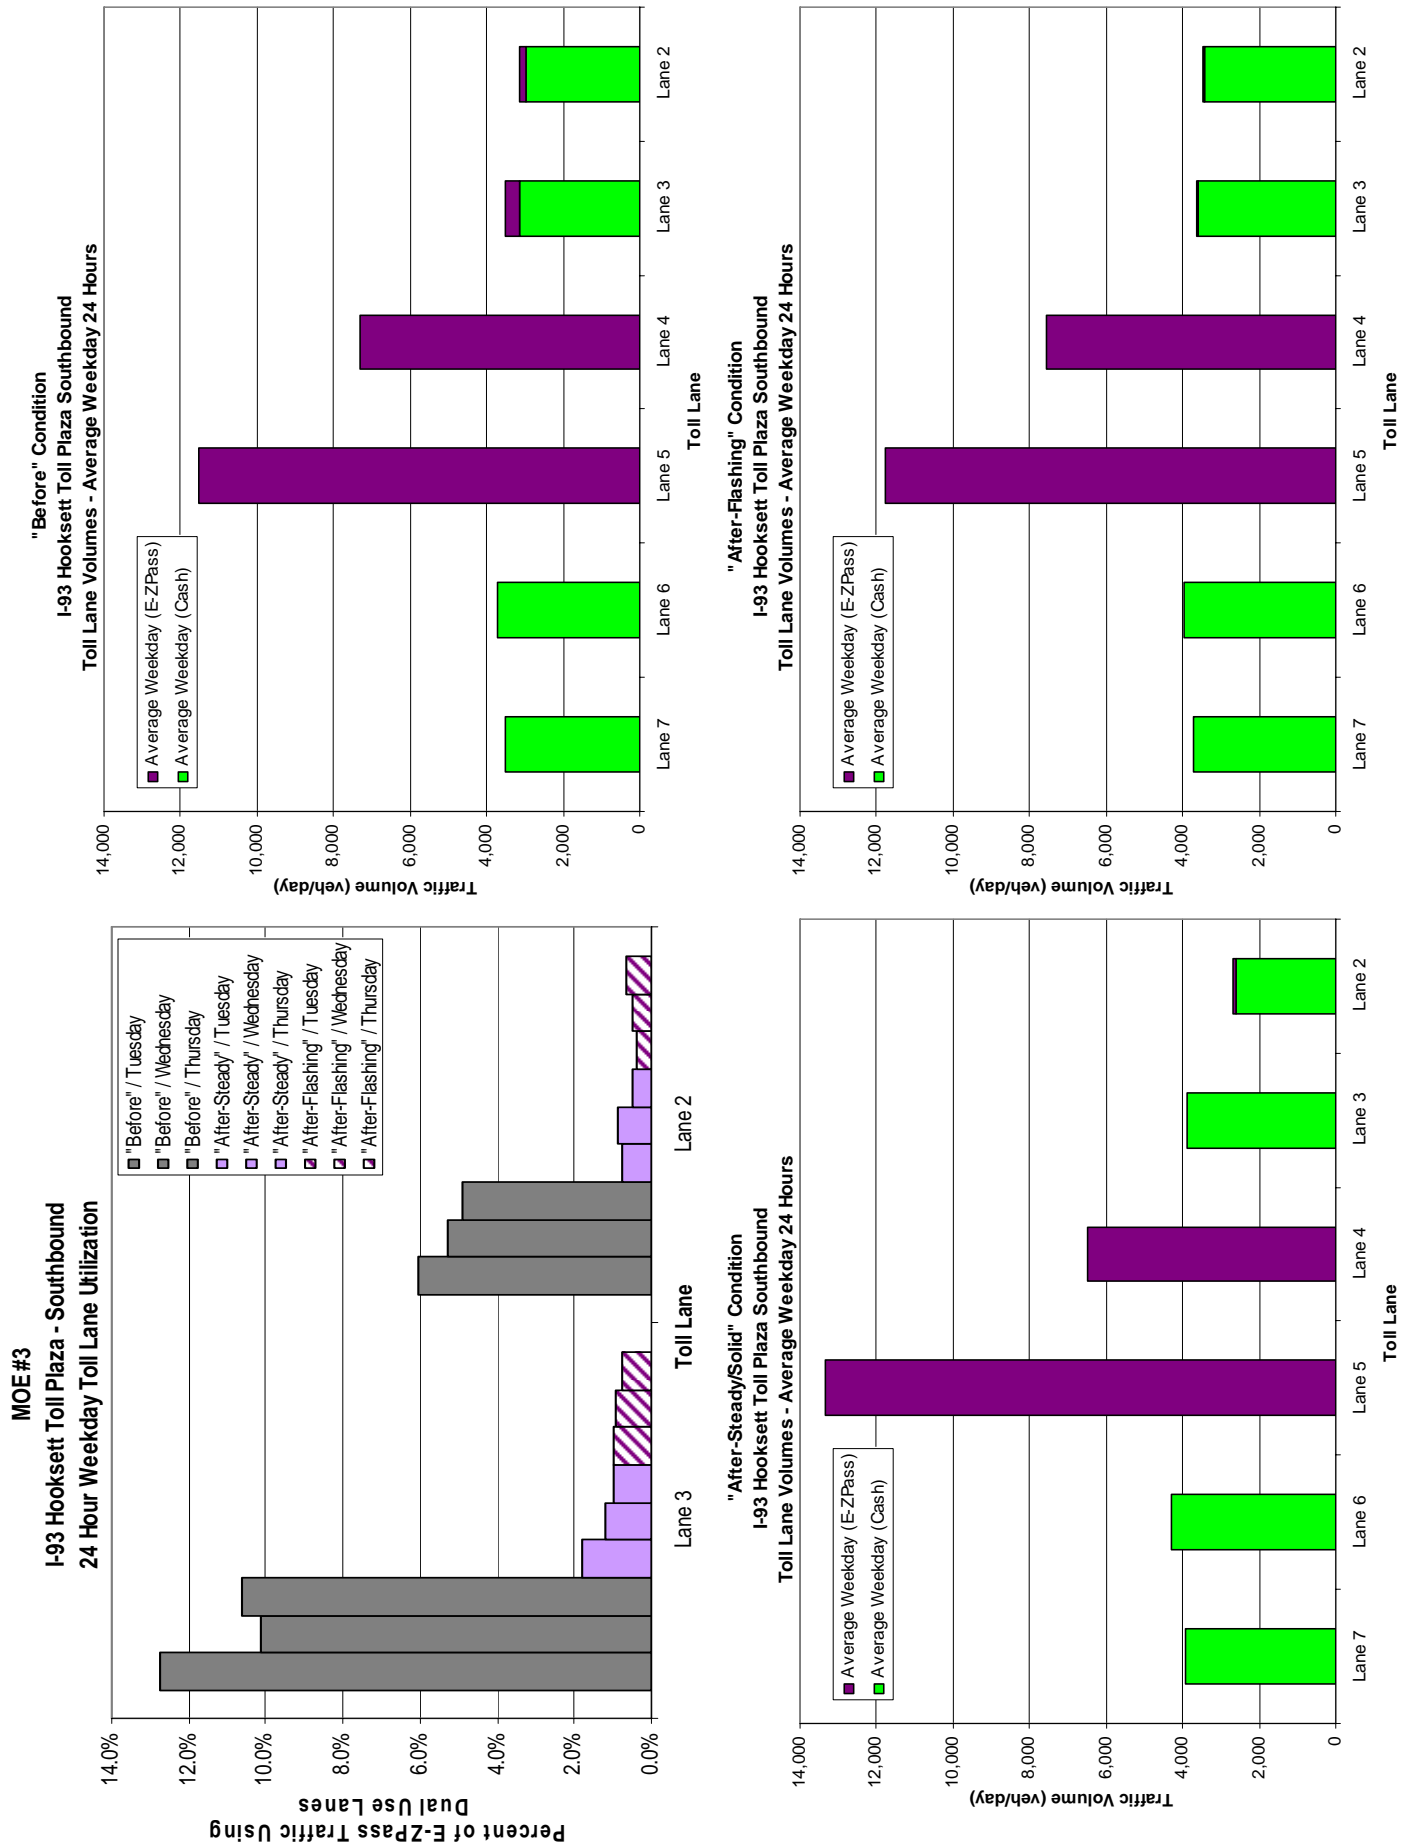 MOE #3
I-93 Hooksett Toll Plaza - Southbound
24 Hour Weekday Toll Lane Utilization
Percent of E-ZPass Traffic Using
Dual Use Lanes
14.0%
12.0%
10.0%
8.0%
6.0%
4.0%
2.0%
0.0%
"Before" / Tuesday
"Before" / Wednesday
"Before" / Thursday
"After-Steady" / Tuesday
"After-Steady" / Wednesday
"After-Steady" / Thursday
"After-Flashing" / Tuesday
"After-Flashing" / Wednesday
"After-Flashing" / Thursday
Lane 3
Lane 2
Toll Lane
"Before" Condition
I-93 Hooksett Toll Plaza Southbound
Toll Lane Volumes - Average Weekday 24 Hours
Traffic Volume (veh/day)
14,000
12,000
10,000
8,000
6,000
4,000
2,000
0
Average Weekday (E-ZPass)
Average Weekday (Cash)
Lane 7
Lane 6
Lane 5
Lane 4
Lane 3
Lane 2
Toll Lane
"After-Steady/Solid" Condition
I-93 Hooksett Toll Plaza Southbound
Toll Lane Volumes - Average Weekday 24 Hours
Traffic Volume (veh/day)
14,000
12,000
10,000
8,000
6,000
4,000
2,000
0
Average Weekday (E-ZPass)
Average Weekday (Cash)
Lane 7
Lane 6
Lane 5
Lane 4
Lane 3
Lane 2
Toll Lane
"After-Flashing" Condition
I-93 Hooksett Toll Plaza Southbound
Toll Lane Volumes - Average Weekday 24 Hours
Traffic Volume (veh/day)
14,000
12,000
10,000
8,000
6,000
4,000
2,000
0
Average Weekday (E-ZPass)
Average Weekday (Cash)
Lane 7
Lane 6
Lane 5
Lane 4
Lane 3
Lane 2
Toll Lane